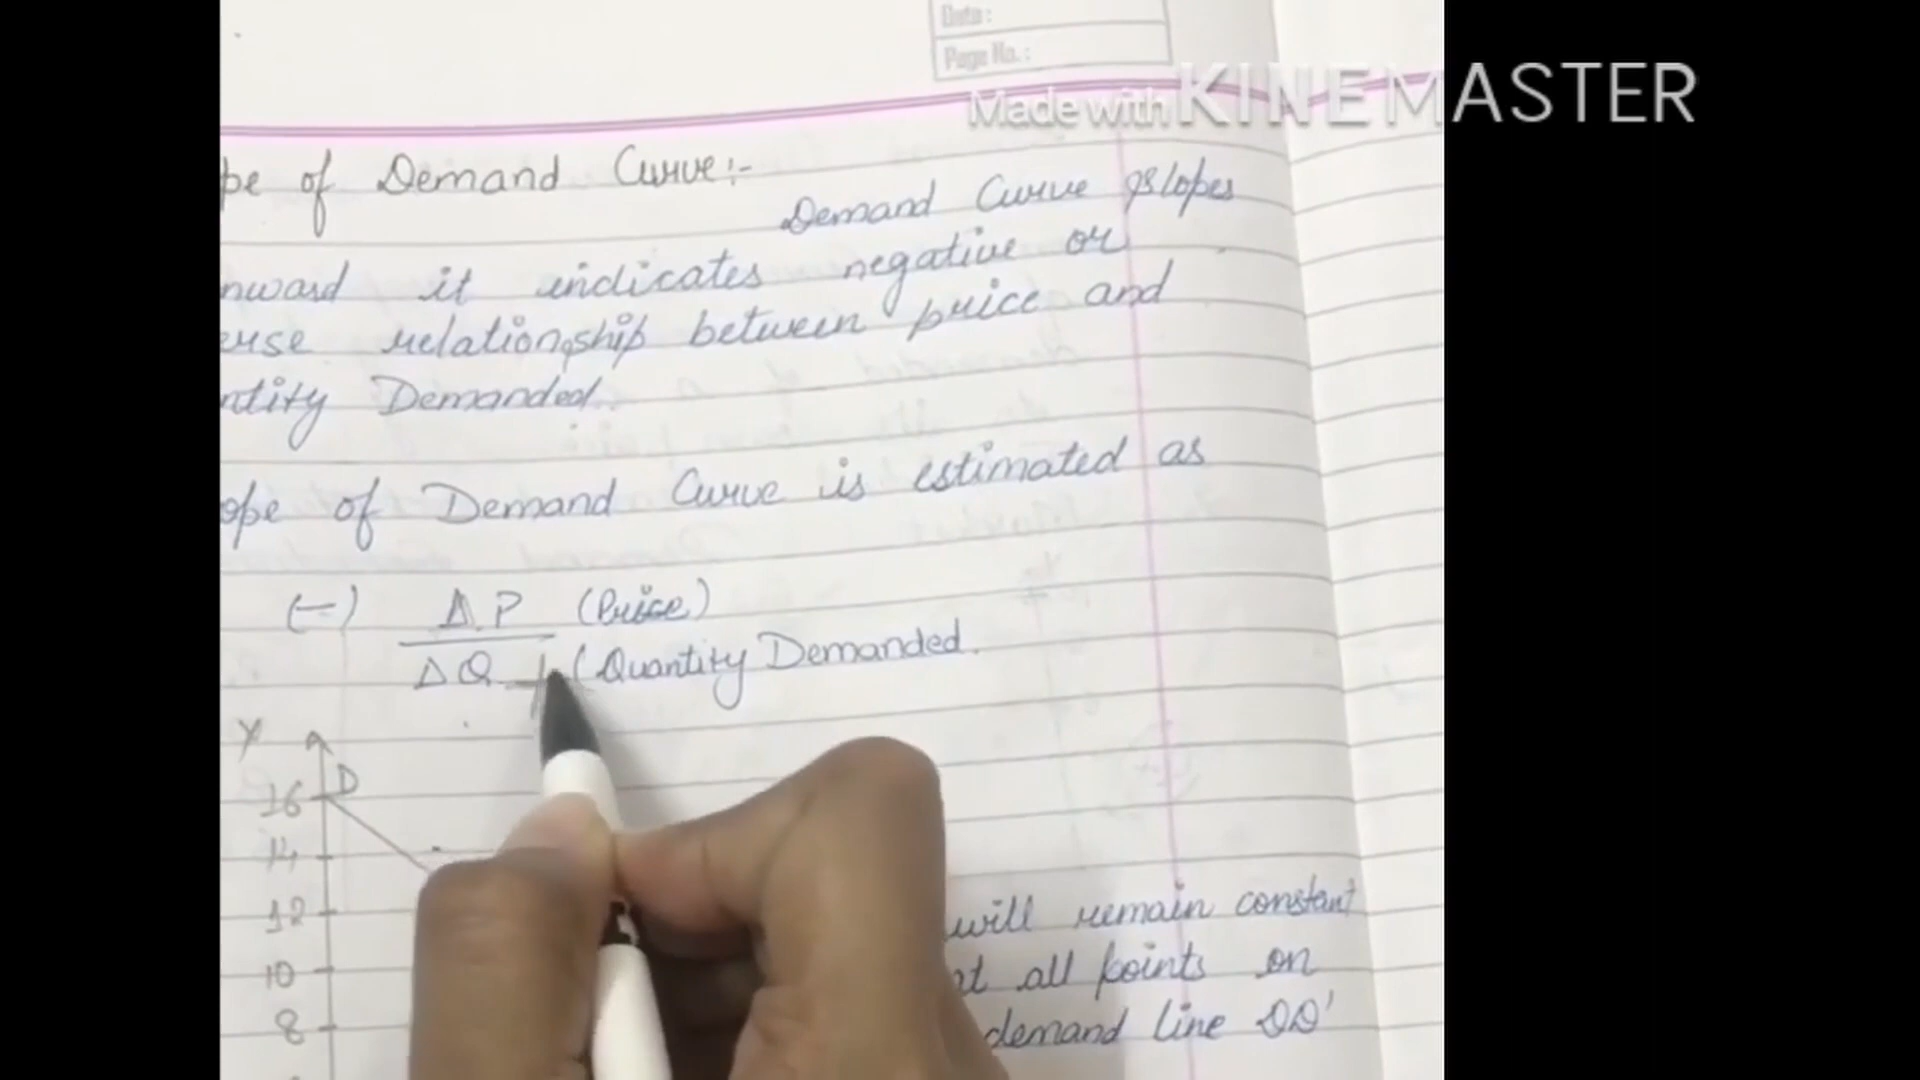 Date:
Page No.:
Made with KINEMASTER
pe of Demand Curve:-
Demand Curve slopes
nward it indicates negative or
erse relationship between price and
ntity Demanded.
ope of Demand Curve is estimated as
(-) ΔP (Price)
ΔQ (Quantity Demanded.
Y
D
16
14
12
10
8
will remain constant
at all points on
demand line DD'